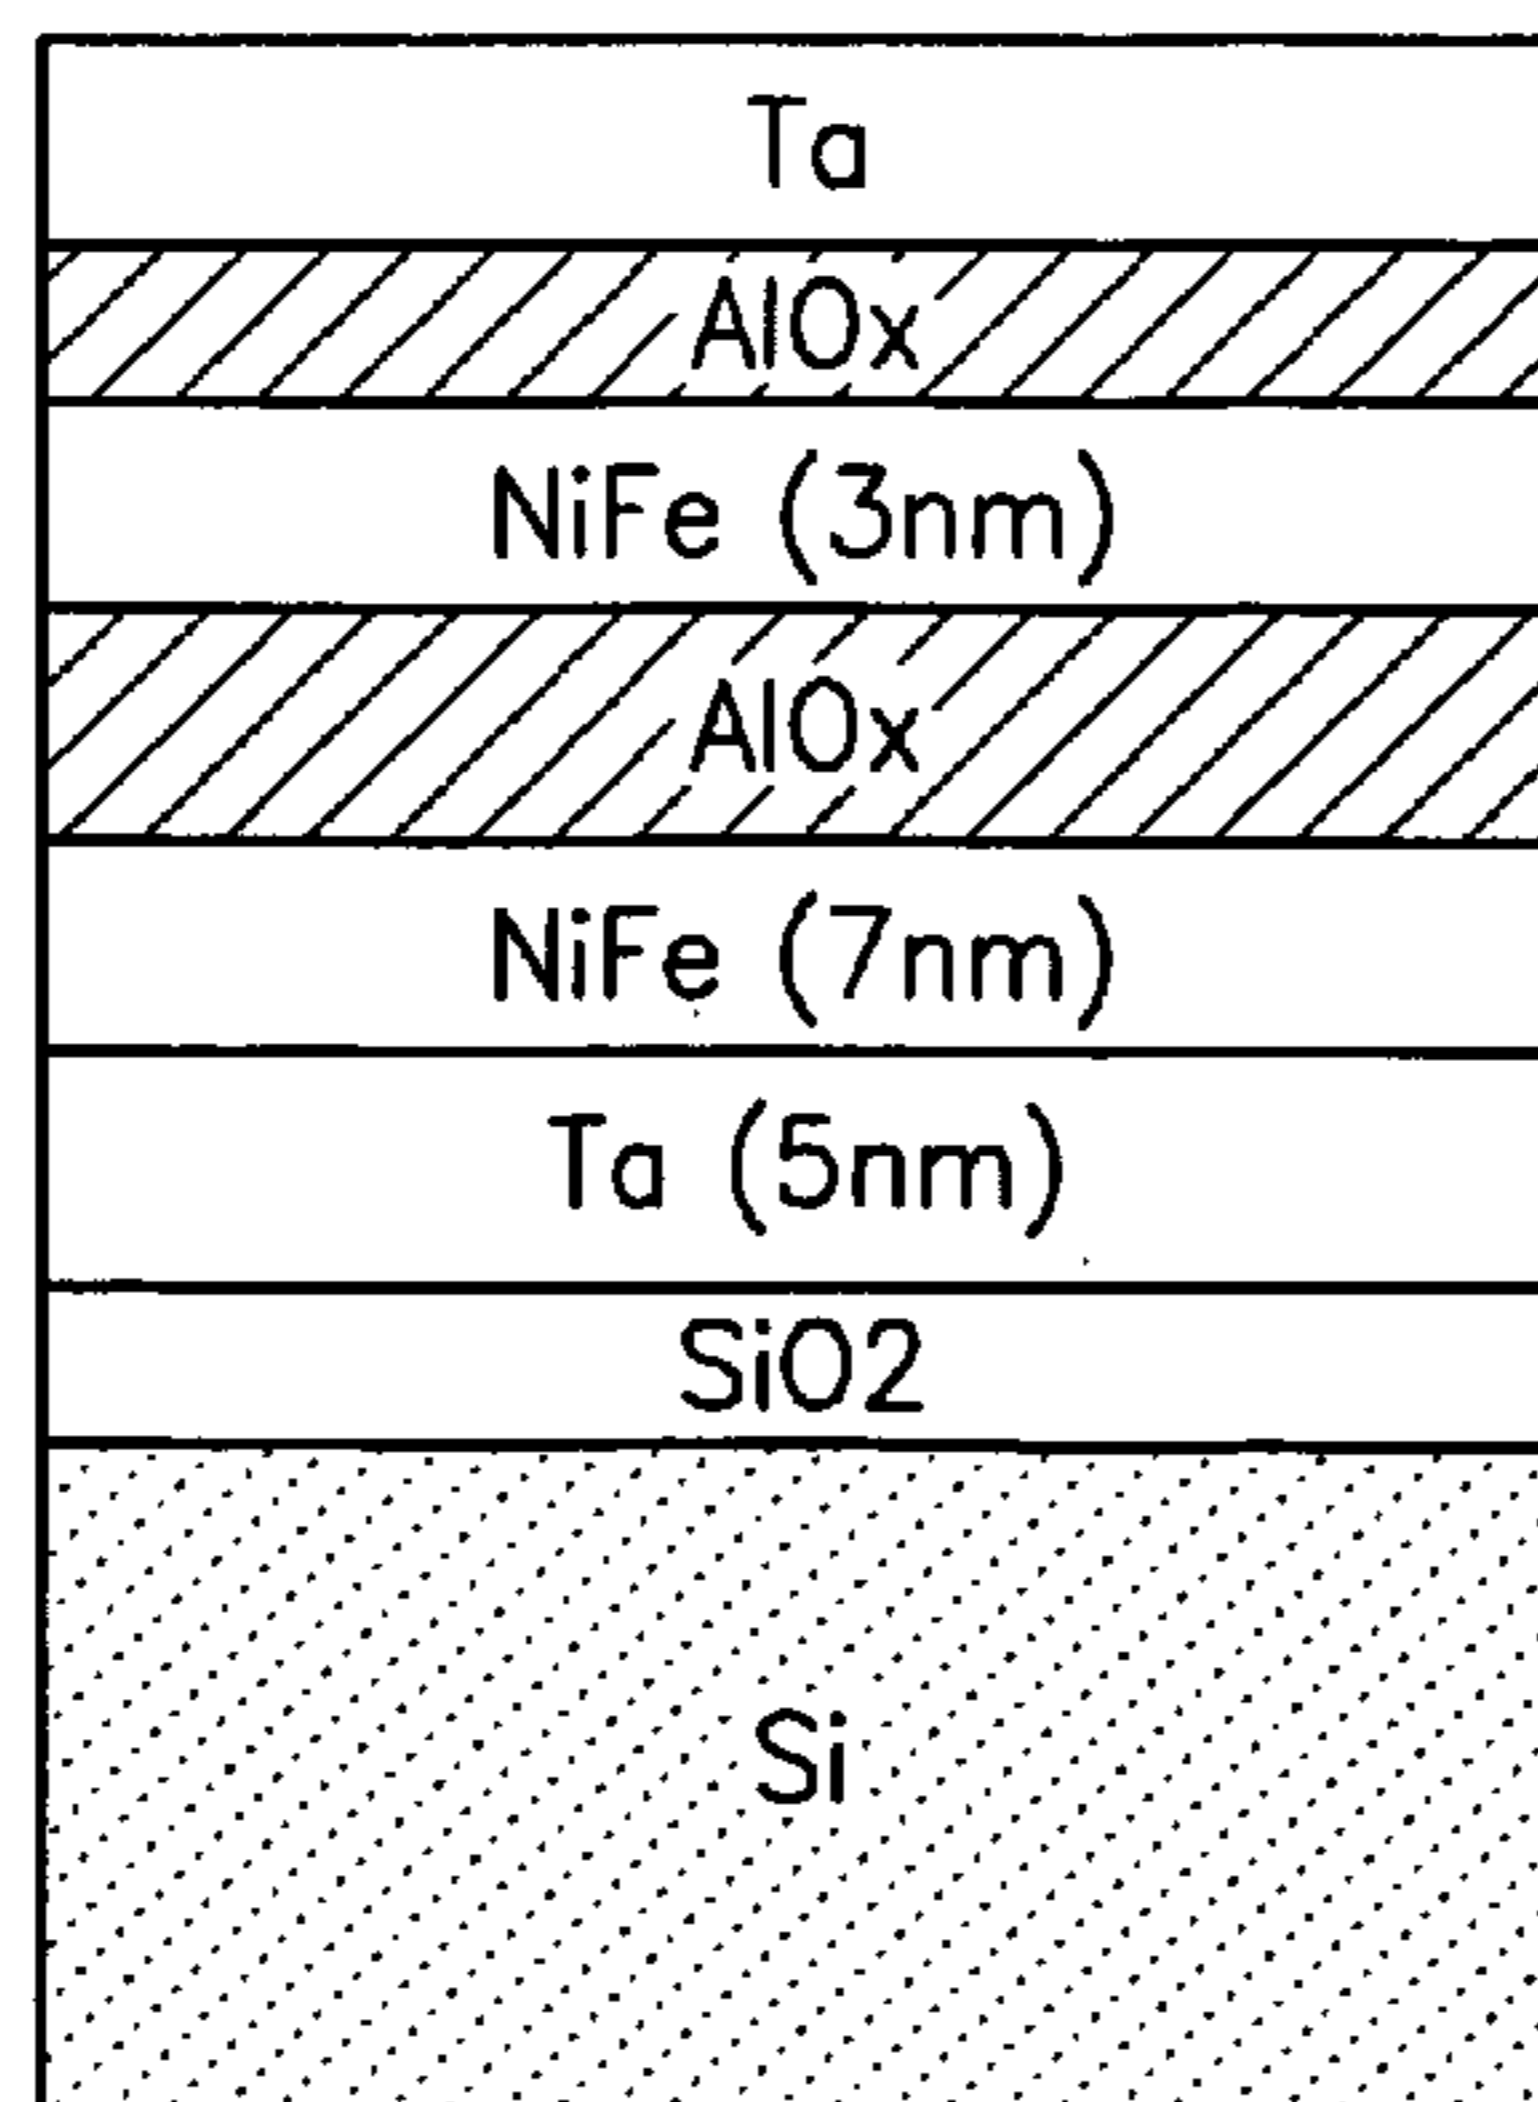 Ta
AlOx
NiFe (3nm)
AlOx
NiFe (7nm)
Ta (5nm)
SiO2
Si